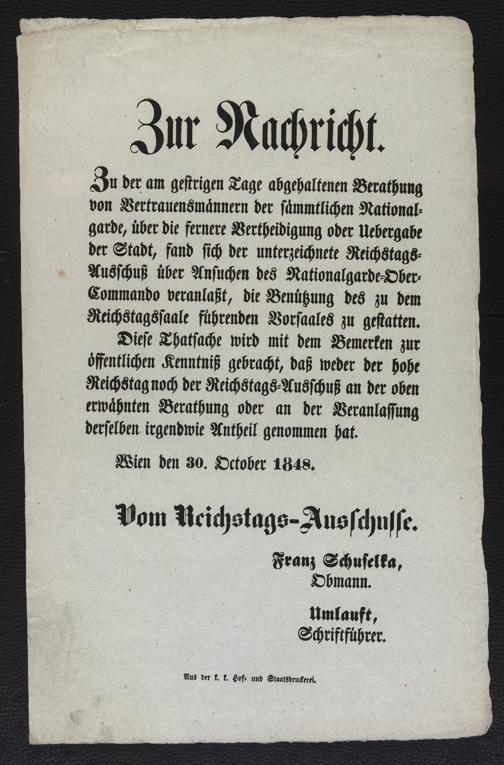 Zur Nachricht.
Zu der am gestrigen Tage abgehaltenen Berathung
von Vertrauensmännern der sämmtlichen National-
garde, über die fernere Vertheidigung oder Uebergabe
der Stadt, fand sich der unterzeichnete Reichstags-
Ausschuß über Ansuchen des Nationalgarde-Ober-
Commando veranlaßt, die Benützung des zu dem
Reichstagssaale führenden Vorsaales zu gestatten.
Diese Thatsache wird mit dem Bemerken zur
öffentlichen Kenntniß gebracht, daß weder der hohe
Reichstag noch der Reichstags-Ausschuß an der oben
erwähnten Berathung oder an der Veranlassung
derselben irgendwie Antheil genommen hat.
Wien den 30. October 1848.
Vom Reichstags-Ausschusse.
Franz Schuselka,
Obmann.
Umlauft,
Schriftführer.
Aus der k. k. Hof- und Staatsdruckerei.